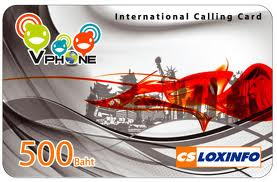 International Calling Card
VPHONE
500 Baht
CS LOXINFO